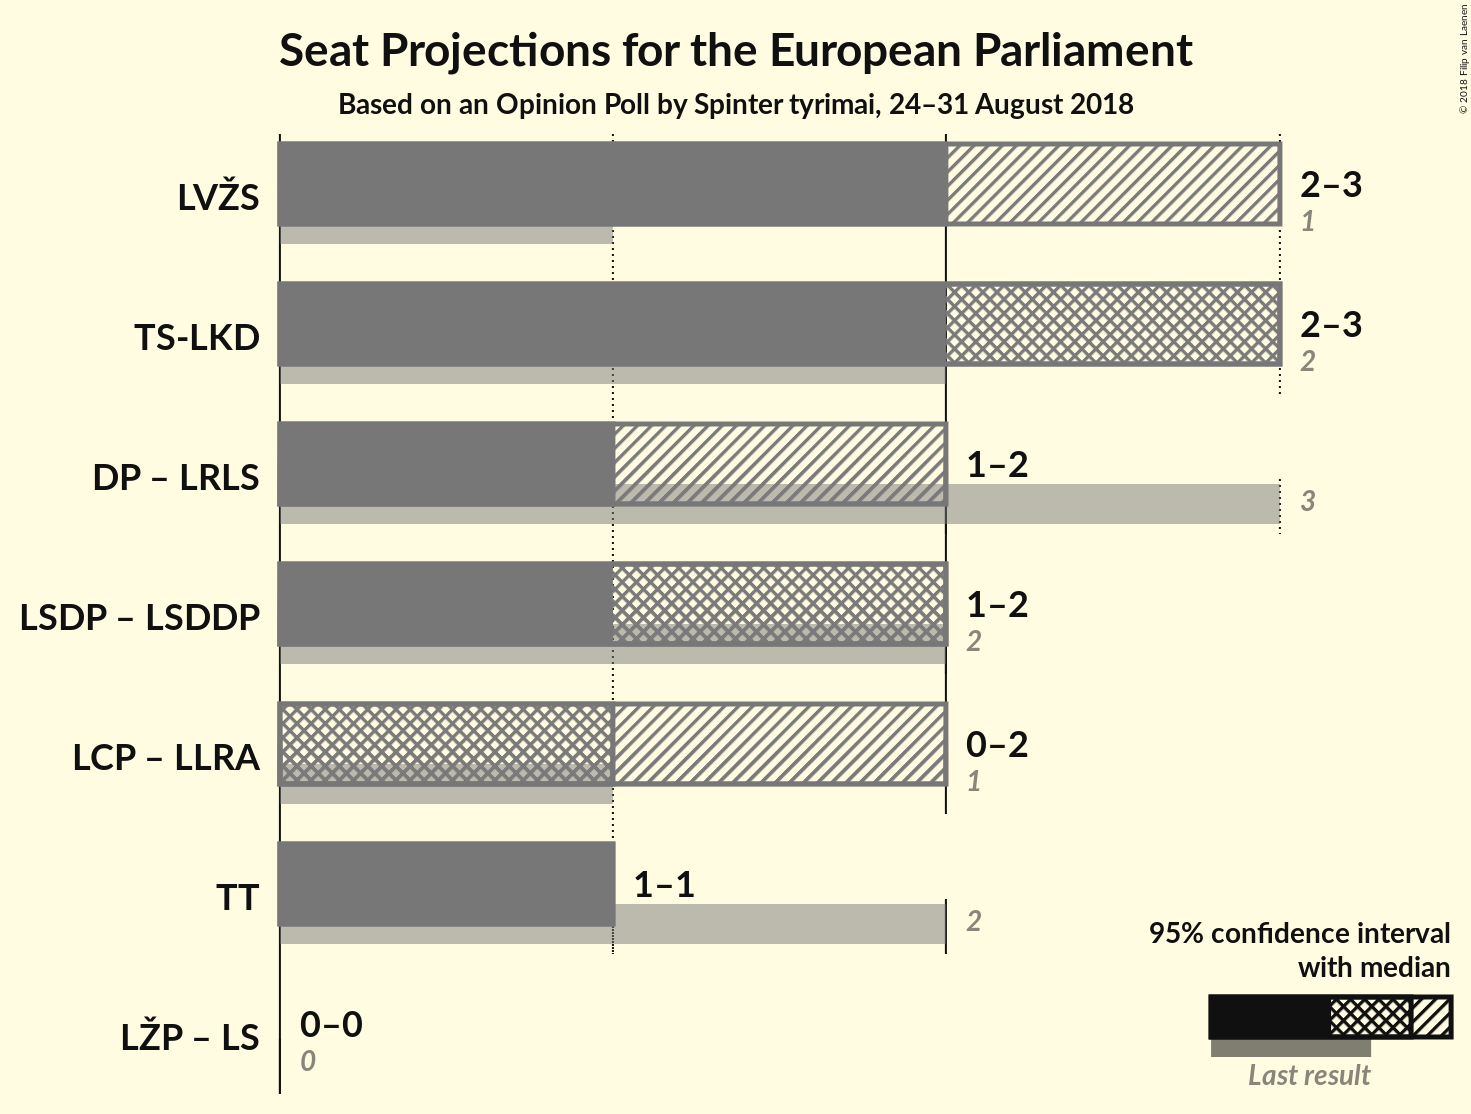 Seat Projections for the European Parliament
Based on an Opinion Poll by Spinter tyrimai, 24–31 August 2018
© 2018 Filip van Laenen
LVŽS
2–3
1
TS-LKD
2–3
2
DP – LRLS
1–2
3
LSDP – LSDDP
1–2
2
LCP – LLRA
0–2
1
TT
1–1
2
LŽP – LS
0–0
0
95% confidence interval
with median
Last result